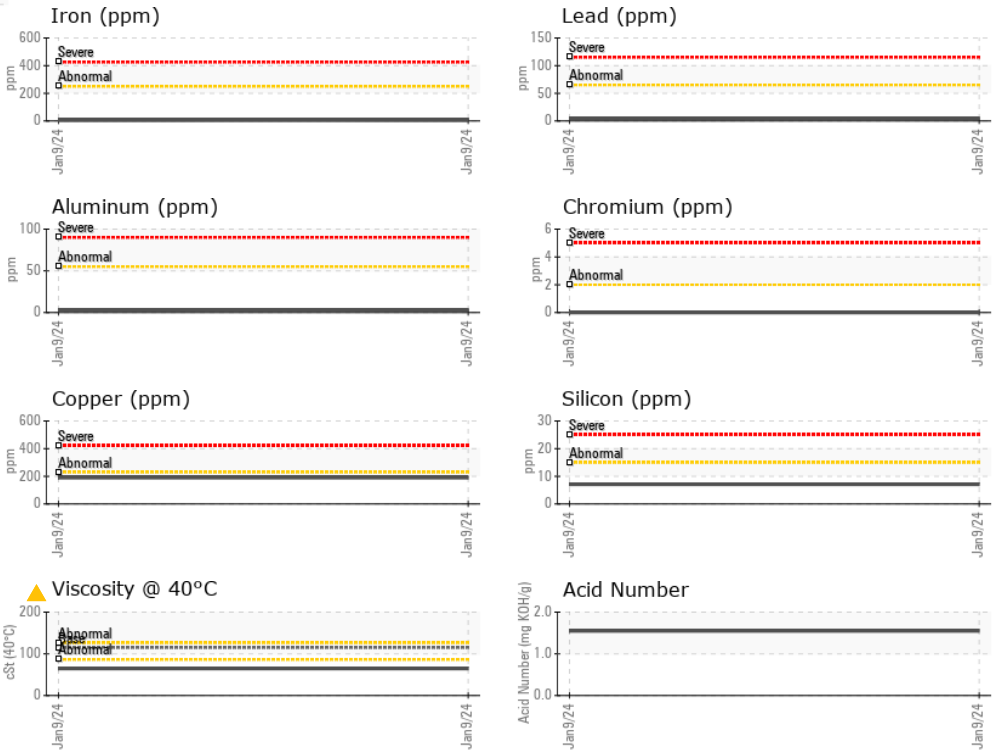 Iron (ppm)
600
400
200
0
ppm
Severe
Abnormal
Jan9/24
Jan9/24
Lead (ppm)
150
100
50
0
ppm
Severe
Abnormal
Jan9/24
Jan9/24
Aluminum (ppm)
100
50
0
ppm
Severe
Abnormal
Jan9/24
Jan9/24
Chromium (ppm)
6
4
2
0
ppm
Severe
Abnormal
Jan9/24
Jan9/24
Copper (ppm)
600
400
200
0
ppm
Severe
Abnormal
Jan9/24
Jan9/24
Silicon (ppm)
30
20
10
0
ppm
Severe
Abnormal
Jan9/24
Jan9/24
Viscosity @ 40°C
200
100
0
cSt (40°C)
Abnormal
Base
Abnormal
Jan9/24
Jan9/24
Acid Number
2.0
1.0
0.0
Acid Number (mg KOH/g)
Jan9/24
Jan9/24